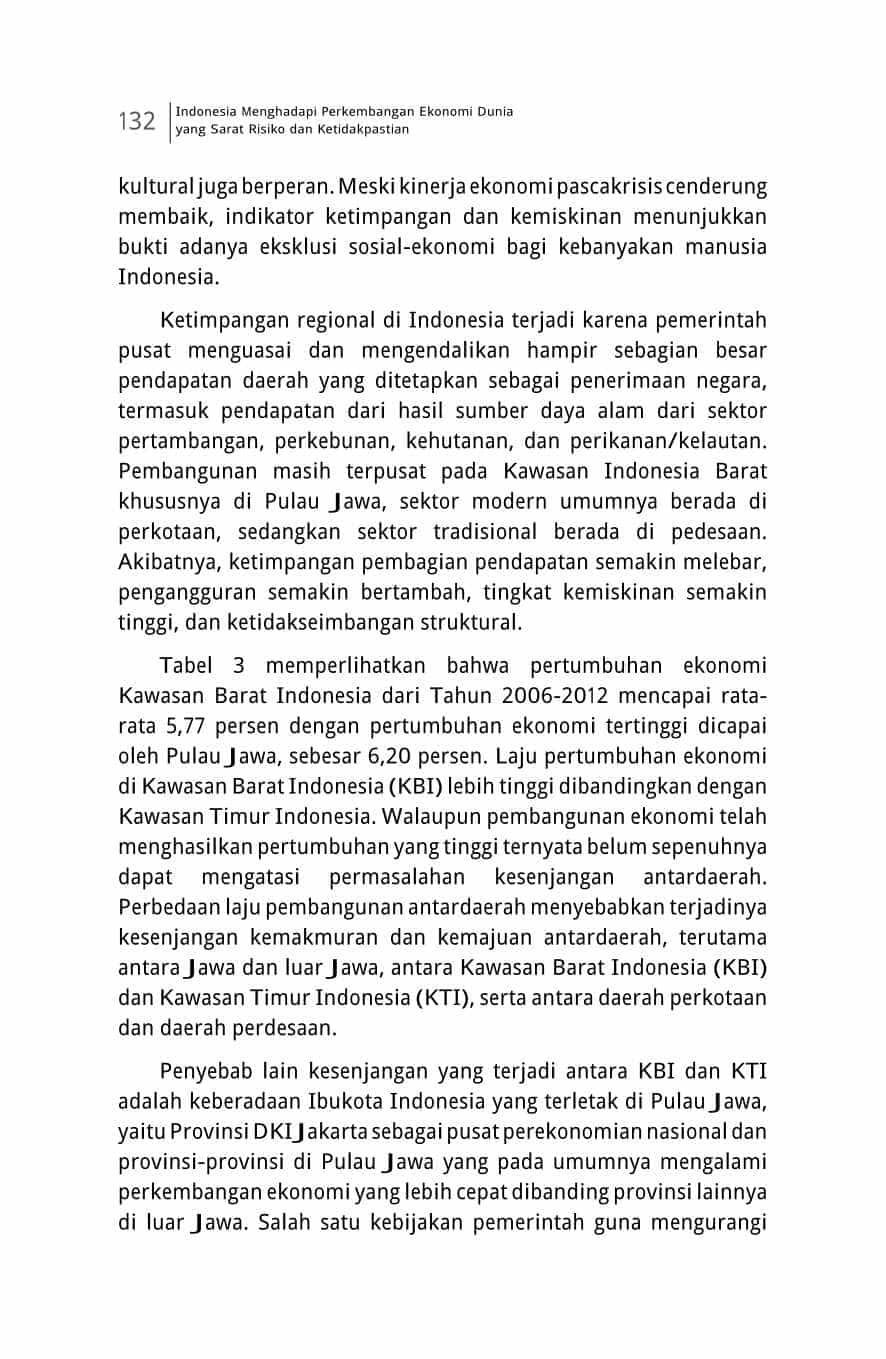 132
Indonesia Menghadapi Perkembangan Ekonomi Dunia
yang Sarat Risiko dan Ketidakpastian
kultural juga berperan. Meski kinerja ekonomi pascakrisis cenderung
membaik, indikator ketimpangan dan kemiskinan menunjukkan
bukti adanya eksklusi sosial-ekonomi bagi kebanyakan manusia
Indonesia.
Ketimpangan regional di Indonesia terjadi karena pemerintah
pusat menguasai dan mengendalikan hampir sebagian besar
pendapatan daerah yang ditetapkan sebagai penerimaan negara,
termasuk pendapatan dari hasil sumber daya alam dari sektor
pertambangan, perkebunan, kehutanan, dan perikanan/kelautan.
Pembangunan masih terpusat pada Kawasan Indonesia Barat
khususnya di Pulau Jawa, sektor modern umumnya berada di
perkotaan, sedangkan sektor tradisional berada di pedesaan.
Akibatnya, ketimpangan pembagian pendapatan semakin melebar,
pengangguran semakin bertambah, tingkat kemiskinan semakin
tinggi, dan ketidakseimbangan struktural.
Tabel 3 memperlihatkan bahwa pertumbuhan ekonomi
Kawasan Barat Indonesia dari Tahun 2006-2012 mencapai rata-
rata 5,77 persen dengan pertumbuhan ekonomi tertinggi dicapai
oleh Pulau Jawa, sebesar 6,20 persen. Laju pertumbuhan ekonomi
di Kawasan Barat Indonesia (KBI) lebih tinggi dibandingkan dengan
Kawasan Timur Indonesia. Walaupun pembangunan ekonomi telah
menghasilkan pertumbuhan yang tinggi ternyata belum sepenuhnya
dapat mengatasi permasalahan kesenjangan antardaerah.
Perbedaan laju pembangunan antardaerah menyebabkan terjadinya
kesenjangan kemakmuran dan kemajuan antardaerah, terutama
antara Jawa dan luar Jawa, antara Kawasan Barat Indonesia (KBI)
dan Kawasan Timur Indonesia (KTI), serta antara daerah perkotaan
dan daerah perdesaan.
Penyebab lain kesenjangan yang terjadi antara KBI dan KTI
adalah keberadaan Ibukota Indonesia yang terletak di Pulau Jawa,
yaitu Provinsi DKI Jakarta sebagai pusat perekonomian nasional dan
provinsi-provinsi di Pulau Jawa yang pada umumnya mengalami
perkembangan ekonomi yang lebih cepat dibanding provinsi lainnya
di luar Jawa. Salah satu kebijakan pemerintah guna mengurangi